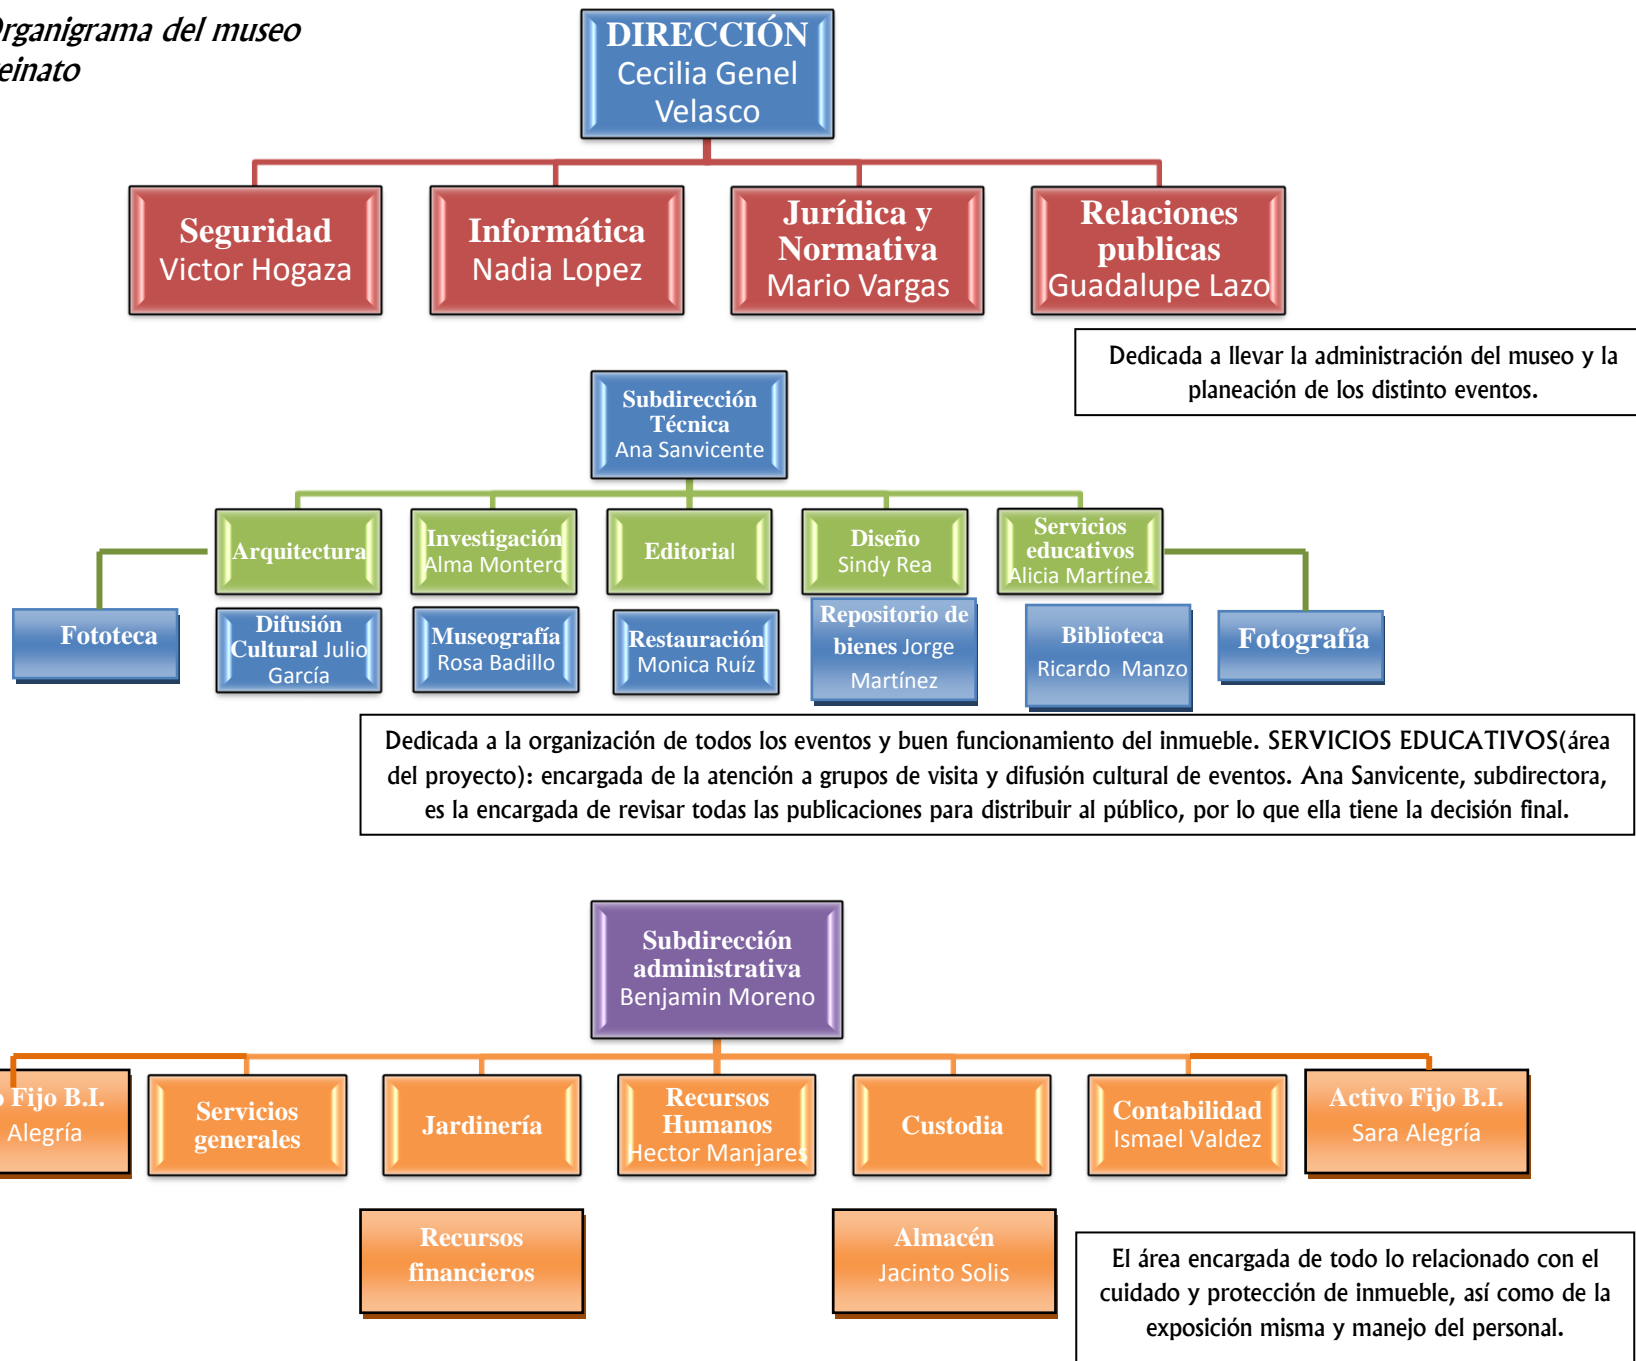 Organigrama del museo
DIRECCIÓN
Cecilia Genel
Velasco
Seguridad
Victor Hogaza
Informática
Nadia Lopez
Jurídica y
Normativa
Mario Vargas
Relaciones
publicas
Guadalupe Lazo
Dedicada a llevar la administración del museo y la
planeación de los distinto eventos.
Subdirección
Técnica
Ana Sanvicente
Arquitectura
Investigación
Alma Montero
Editorial
Diseño
Sindy Rea
Servicios
educativos
Alicia Martínez
Fototeca
Difusión
Cultural Julio
García
Museografía
Rosa Badillo
Restauración
Monica Ruíz
Repositorio de
bienes Jorge
Martínez
Biblioteca
Ricardo Manzo
Fotografía
Dedicada a la organización de todos los eventos y buen funcionamiento del inmueble. SERVICIOS EDUCATIVOS(área
del proyecto): encargada de la atención a grupos de visita y difusión cultural de eventos. Ana Sanvicente, subdirectora,
es la encargada de revisar todas las publicaciones para distribuir al público, por lo que ella tiene la decisión final.
Subdirección
administrativa
Benjamin Moreno
Fijo B.I.
Alegría
Servicios
generales
Jardinería
Recursos
Humanos
Hector Manjares
Custodia
Contabilidad
Ismael Valdez
Activo Fijo B.I.
Sara Alegría
Recursos
financieros
Almacén
Jacinto Solis
El área encargada de todo lo relacionado con el
cuidado y protección de inmueble, así como de la
exposición misma y manejo del personal.